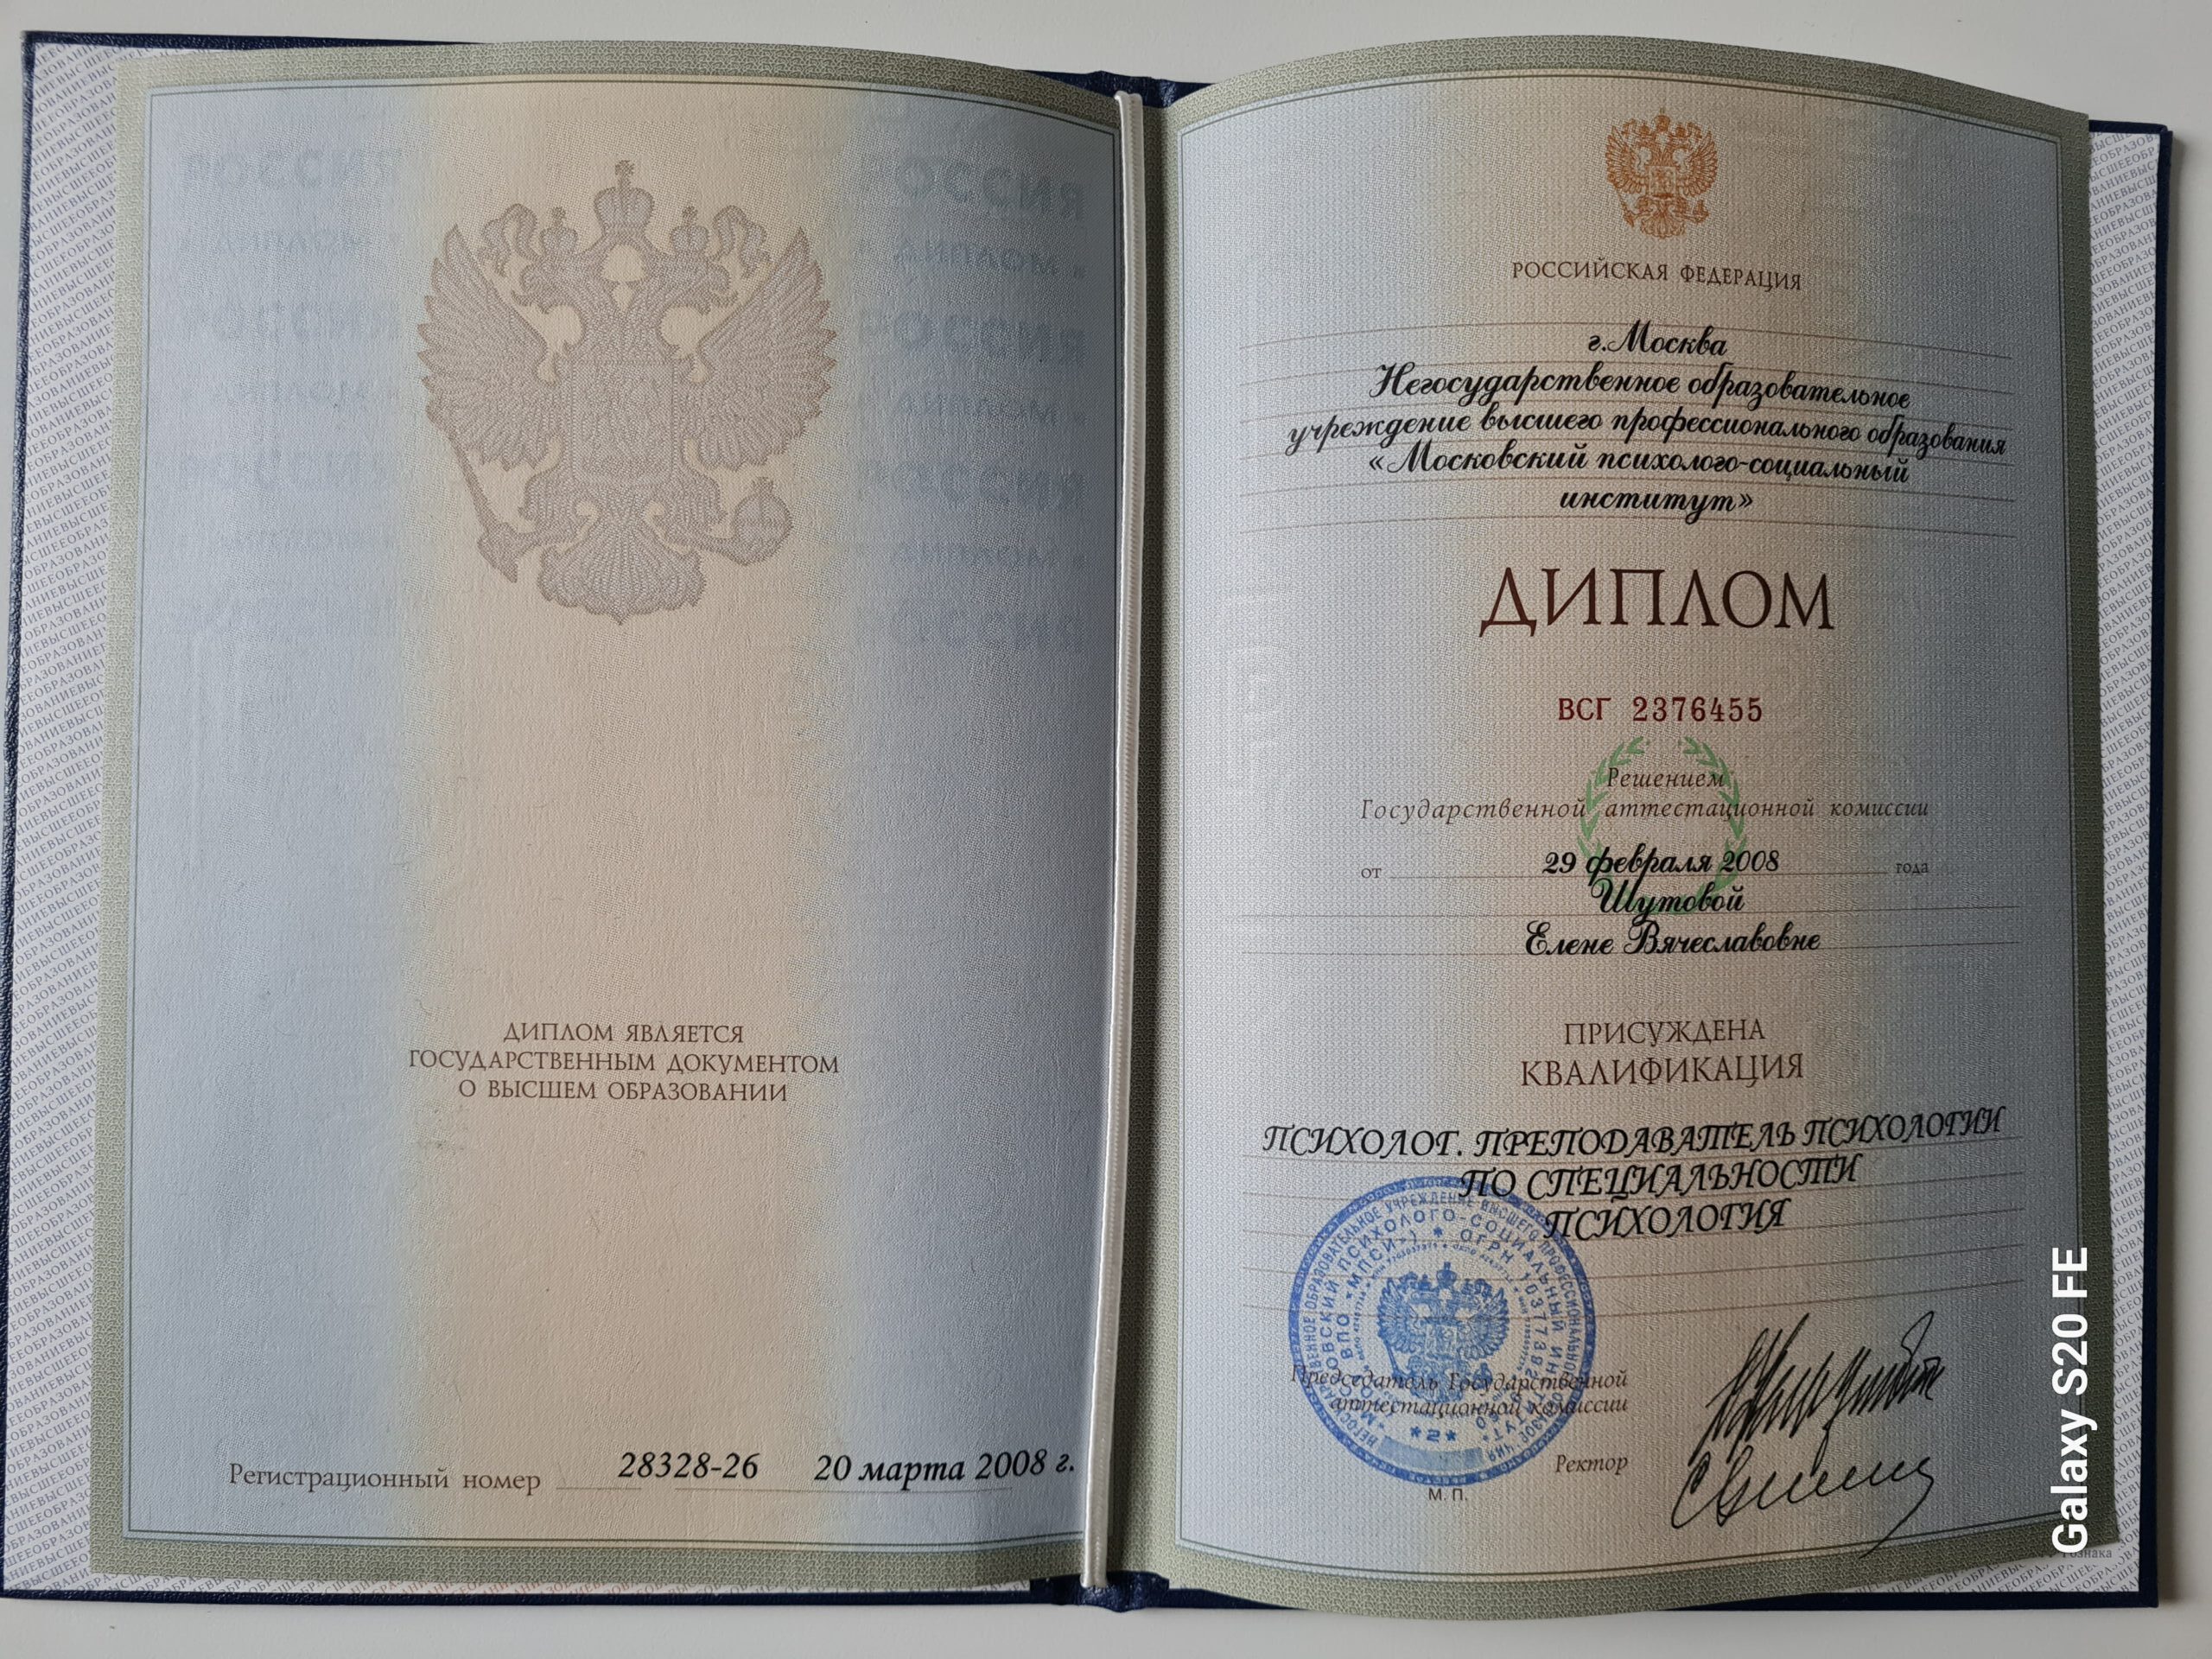 ДИПЛОМ ЯВЛЯЕТСЯ
ГОСУДАРСТВЕННЫМ ДОКУМЕНТОМ
О ВЫСШЕМ ОБРАЗОВАНИИ
Регистрационный номер 28328-26 20 марта 2008 г.
РОССИЙСКАЯ ФЕДЕРАЦИЯ
г.Москва
Негосударственное образовательное
учреждение высшего профессионального образования
«Московский психолого-социальный
институт»
ДИПЛОМ
ВСГ 2376455
Решением
Государственной аттестационной комиссии
от 29 февраля 2008 года
Шутовой
Елене Вячеславовне
ПРИСУЖДЕНА
КВАЛИФИКАЦИЯ
ПСИХОЛОГ. ПРЕПОДАВАТЕЛЬ ПСИХОЛОГИИ
ПО СПЕЦИАЛЬНОСТИ
ПСИХОЛОГИЯ
Председатель Государственной
аттестационной комиссии
Ректор
М. П.
Galaxy S20 FE